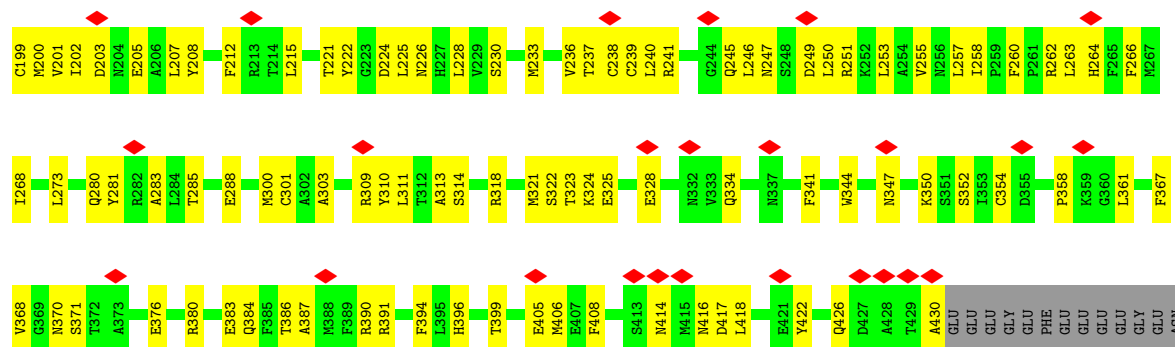 C199 M200 V201 I202 D203 N204 E205 A206 L207 Y208 F212 R213 T214 L215 T221 Y222 G223 D224 L225 N226 H227 L228 V229 S230 M233 V236 T237 C238 C239 L240 R241 G244 Q245 L246 N247 S248 D249 L250 R251 K252 L253 A254 V255 N256 L257 I258 P259 F260 P261 R262 L263 H264 F265 F266 M267
I268 L273 Q280 Y281 R282 A283 L284 T285 E288 M300 C301 A302 A303 R309 Y310 L311 T312 A313 S314 R318 M321 S322 T323 K324 E325 E328 N332 V333 Q334 N337 F341 W344 N347 K350 S351 S352 I353 C354 D355 P358 K359 G360 L361 F367
V368 G369 N370 S371 T372 A373 E376 R380 E383 Q384 F385 T386 A387 M388 F389 R390 R391 F394 L395 H396 T399 E405 M406 E407 F408 S413 N414 M415 N416 D417 L418 E421 Y422 Q426 D427 A428 T429 A430 GLU GLU GLU GLY GLU PHE GLU GLU GLU GLU GLY GLU ASN